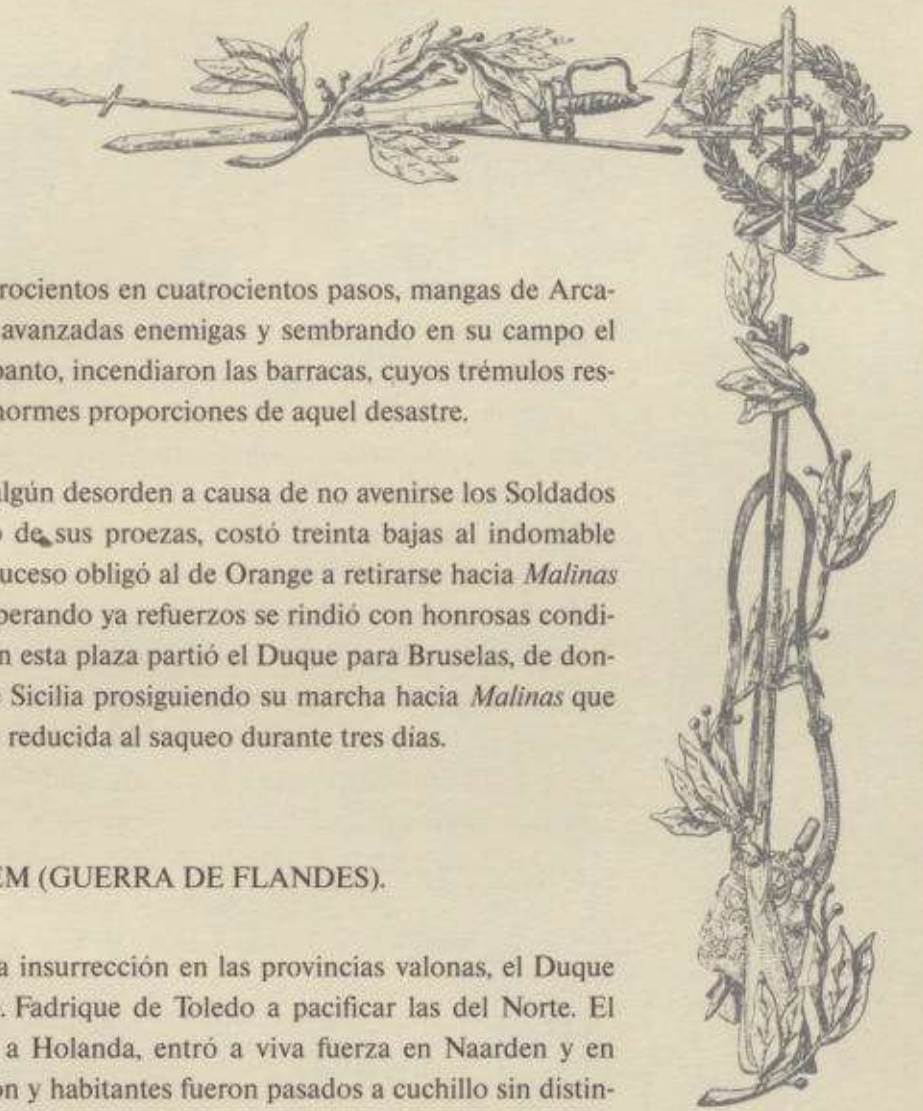 rocientos en cuatrocientos pasos, mangas de Arca-
avanzadas enemigas y sembrando en su campo el
panto, incendiaron las barracas, cuyos trémulos res-
normes proporciones de aquel desastre.
algún desorden a causa de no avenirse los Soldados
o de sus proezas, costó treinta bajas al indomable
suceso obligó al de Orange a retirarse hacia Malinas
perando ya refuerzos se rindió con honrosas condi-
n esta plaza partió el Duque para Bruselas, de don-
e Sicilia prosiguiendo su marcha hacia Malinas que
reducida al saqueo durante tres días.
EM (GUERRA DE FLANDES).
a insurrección en las provincias valonas, el Duque
. Fadrique de Toledo a pacificar las del Norte. El
a Holanda, entró a viva fuerza en Naarden y en
on y habitantes fueron pasados a cuchillo sin distin-